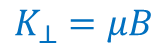 K⊥ = μB